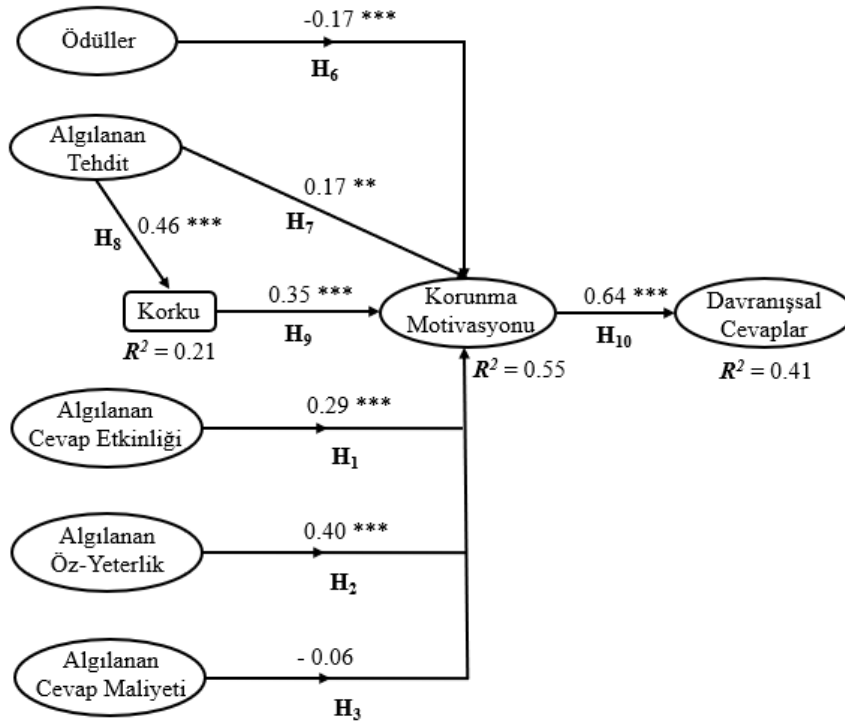 -0.17 ***
Ödüller
H6
Algılanan
Tehdit
0.17 **
0.46 ***
H7
H8
Korku
0.35 ***
H9
R² = 0.21
Korunma
Motivasyonu
R² = 0.55
0.64 ***
H10
Davranışsal
Cevaplar
R² = 0.41
Algılanan
Cevap Etkinliği
0.29 ***
H1
Algılanan
Öz-Yeterlik
0.40 ***
H2
Algılanan
Cevap Maliyeti
- 0.06
H3